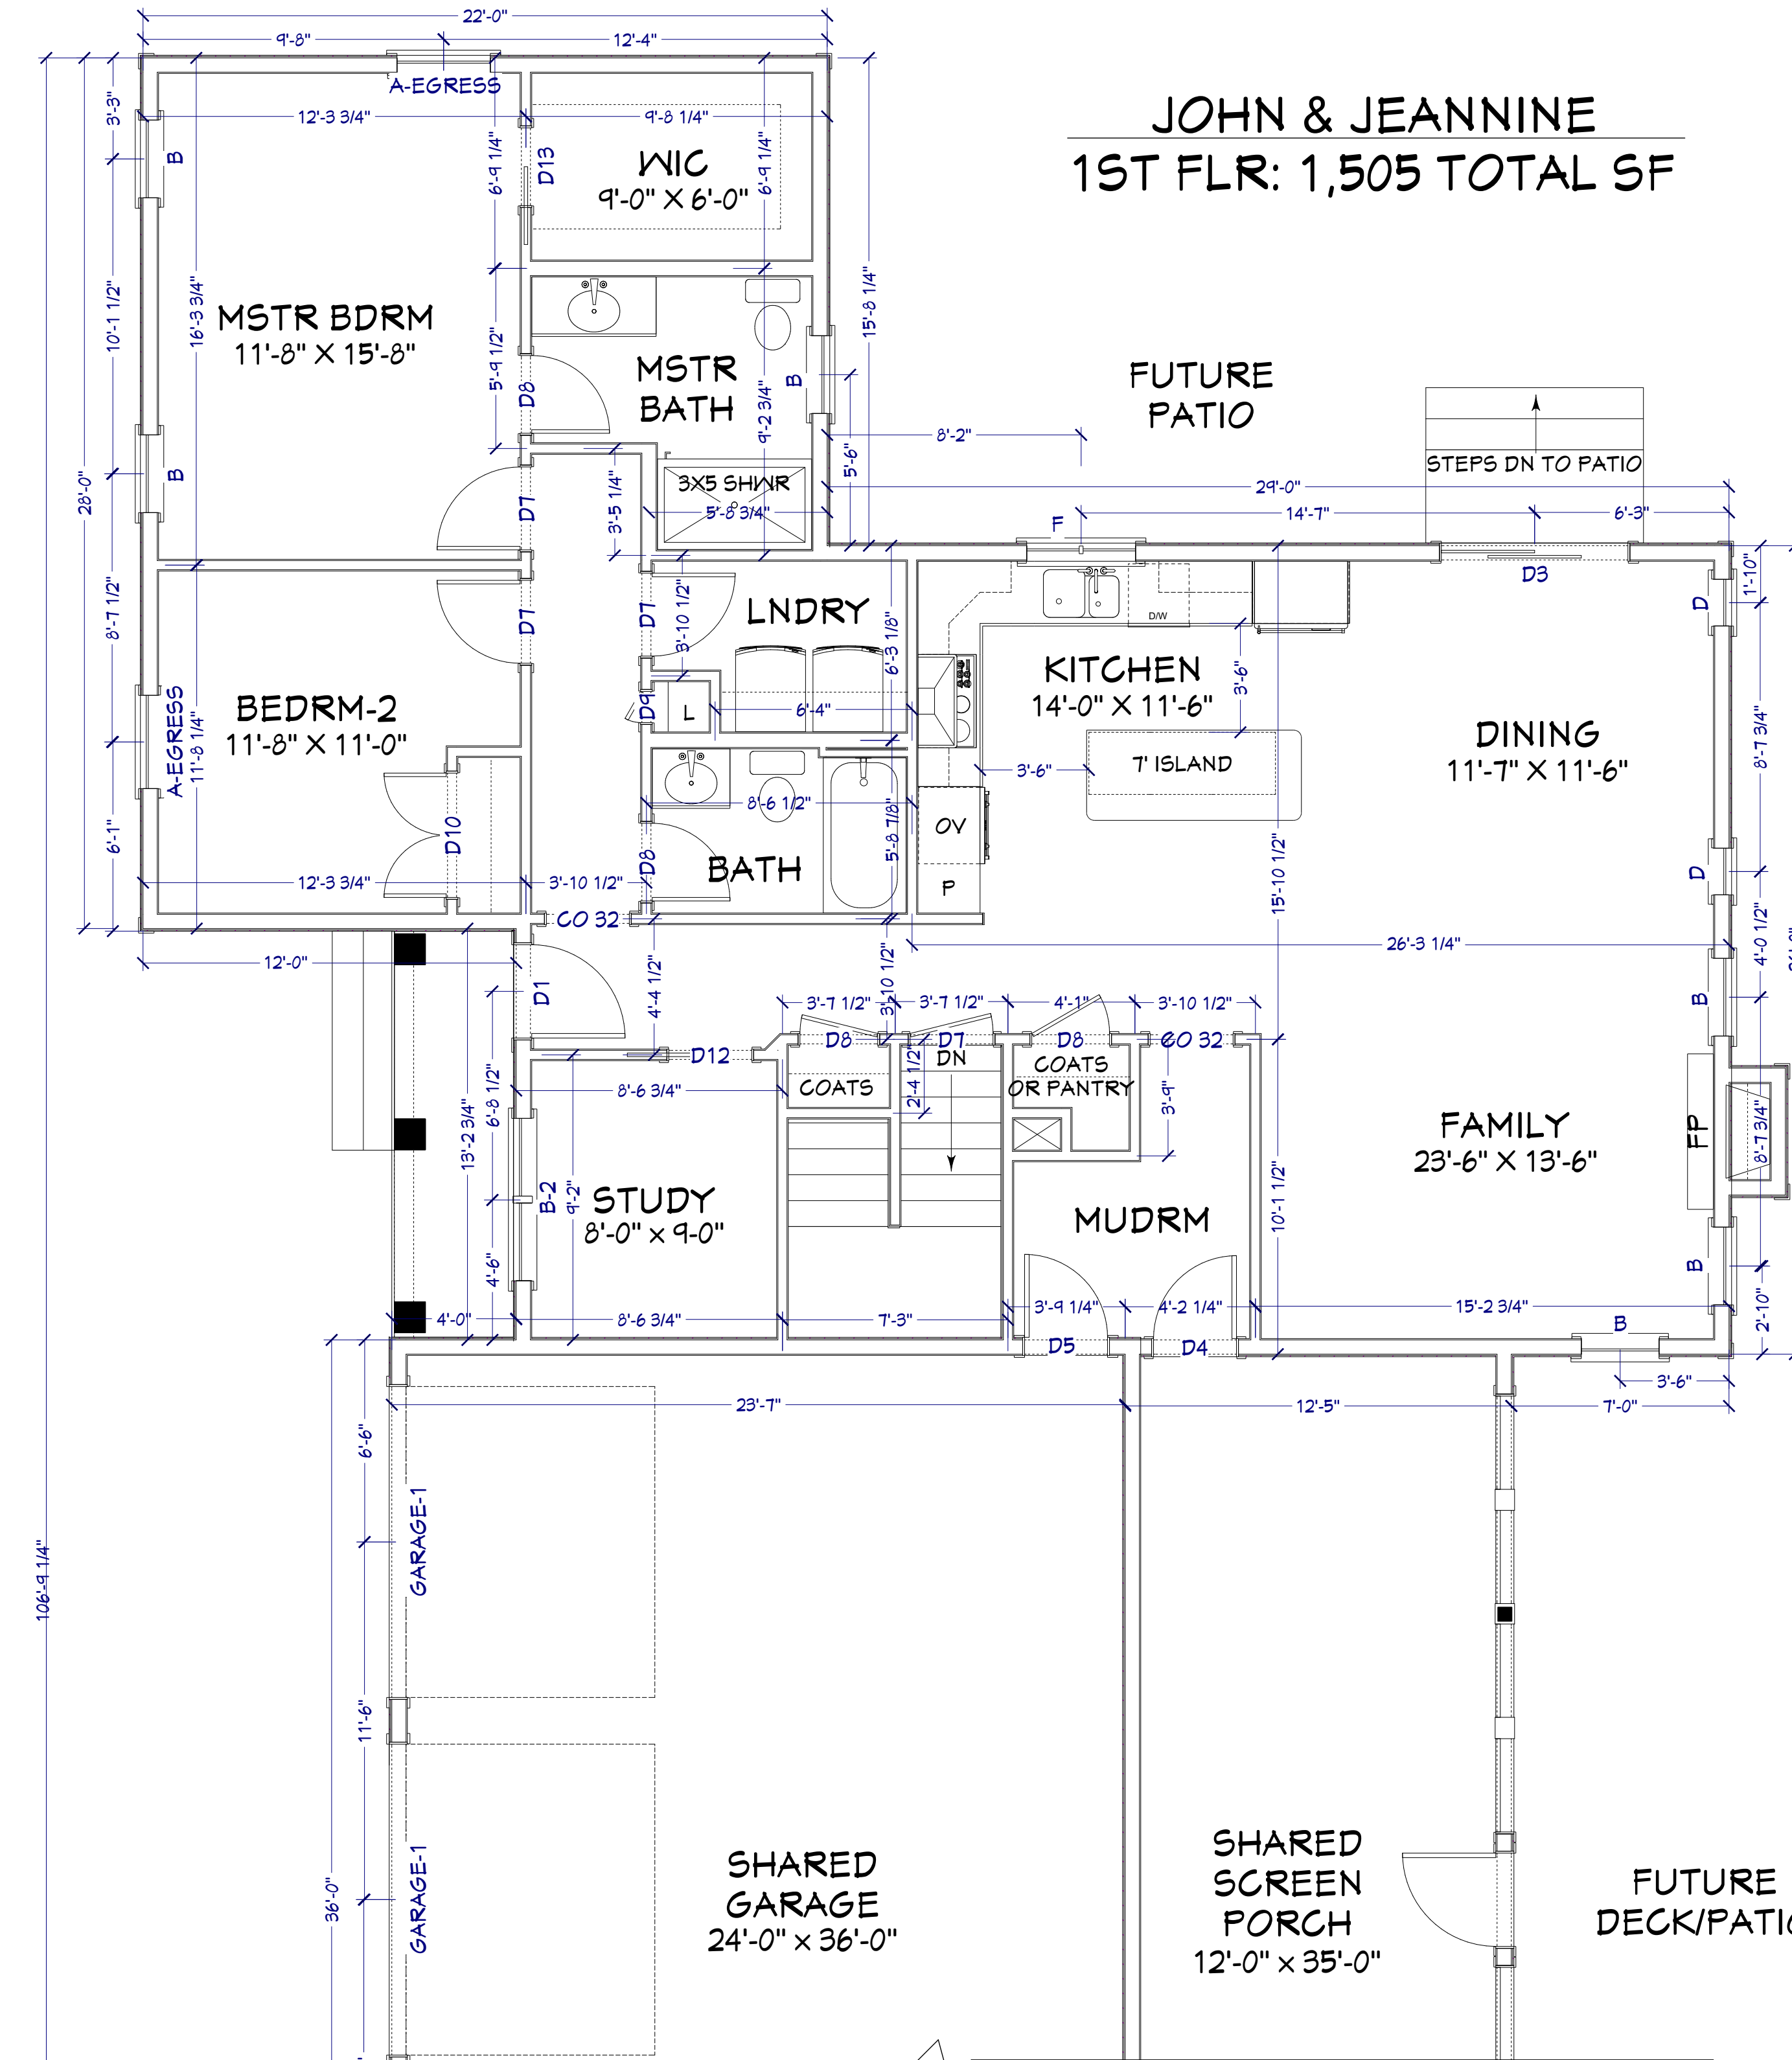 22'-0"
9'-8"
12'-4"
A-EGRESS
JOHN & JEANNINE
1ST FLR: 1,505 TOTAL SF
3'-3"
B
12'-3 3/4"
9'-8 1/4"
6'-9 1/4"
D13
WIC
9'-0" X 6'-0"
6'-9 1/4"
15'-8 1/4"
28'-0"
10'-1 1/2"
16'-3 3/4"
MSTR BDRM
11'-8" X 15'-8"
5'-9 1/2"
D8
MSTR
BATH
9'-2 3/4"
B
5'-6"
8'-2"
FUTURE
PATIO
STEPS DN TO PATIO
29'-0"
14'-7"
6'-3"
B
D7
3'-5 1/4"
3X5 SHWR
5'-8 3/4"
F
D3
8'-7 1/2"
D7
D7
3'-10 1/2"
LNDRY
6'-3 1/8"
D/W
D
1'-10"
A-EGRESS
11'-8 1/4"
BEDRM-2
11'-8" X 11'-0"
D9
L
6'-4"
KITCHEN
14'-0" X 11'-6"
3'-6"
3'-6"
7' ISLAND
DINING
11'-7" X 11'-6"
8'-7 3/4"
6'-1"
D10
12'-3 3/4"
3'-10 1/2"
D8
8'-6 1/2"
BATH
5'-8 7/8"
OV
P
15'-10 1/2"
D
CO 32
12'-0"
26'-3 1/4"
4'-0 1/2"
D1
4'-4 1/2"
3'-10 1/2"
B
3'-7 1/2"
3'-7 1/2"
4'-1"
3'-10 1/2"
D12
D8
D7
D8
CO 32
DN
COATS
2'-4 1/2"
COATS
OR PANTRY
3'-9"
8'-6 3/4"
6'-8 1/2"
13'-2 3/4"
9'-2"
B-2
STUDY
8'-0" x 9-0"
MUDRM
10'-1 1/2"
FAMILY
23'-6" X 13'-6"
FP
8'-7 3/4"
B
4'-6"
4'-0"
8'-6 3/4"
7'-3"
3'-9 1/4"
4'-2 1/4"
15'-2 3/4"
2'-10"
D5
D4
B
3'-6"
23'-7"
12'-5"
7'-0"
6'-6"
GARAGE-1
106'-9 1/4"
11'-6"
36'-0"
GARAGE-1
SHARED
GARAGE
24'-0" x 36'-0"
SHARED
SCREEN
PORCH
12'-0" x 35'-0"
FUTURE